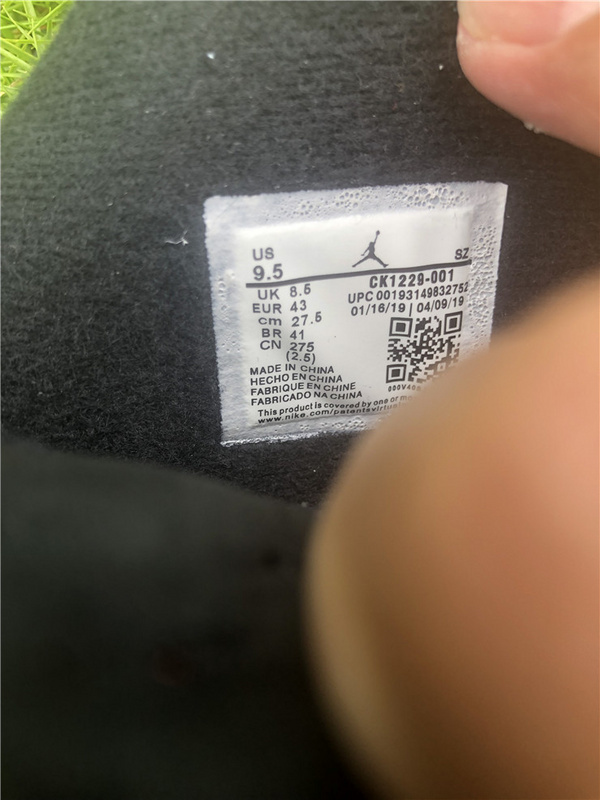 US SZ
9.5
CK1229-001
UK 8.5
UPC 00193149832752
EUR 43
01/16/19 | 04/09/19
cm 27.5
BR 41
CN 275
(2.5)
MADE IN CHINA
HECHO EN CHINA
FABRIQUE EN CHINE
FABRICADO NA CHINA
This product is covered by one or
www.nike.com/patents